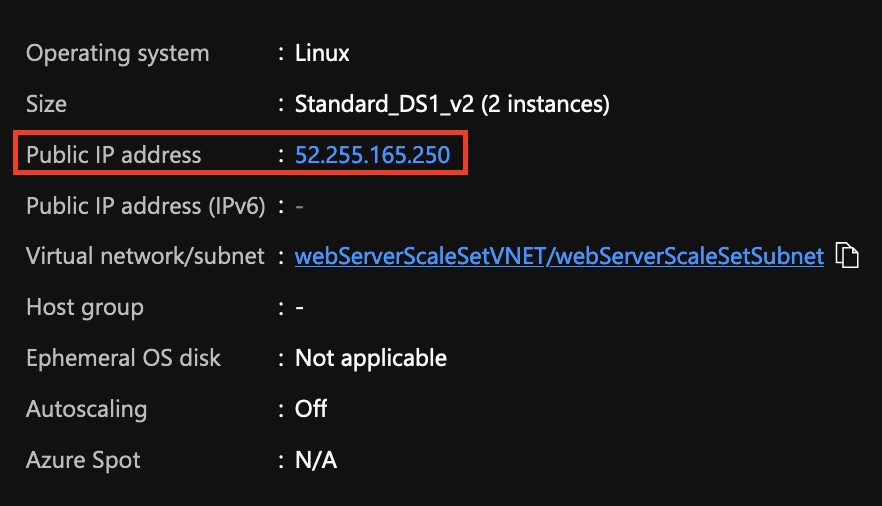 Operating system : Linux
Size : Standard_DS1_v2 (2 instances)
Public IP address : 52.255.165.250
Public IP address (IPv6) : -
Virtual network/subnet : webServerScaleSetVNET/webServerScaleSetSubnet
Host group : -
Ephemeral OS disk : Not applicable
Autoscaling : Off
Azure Spot : N/A